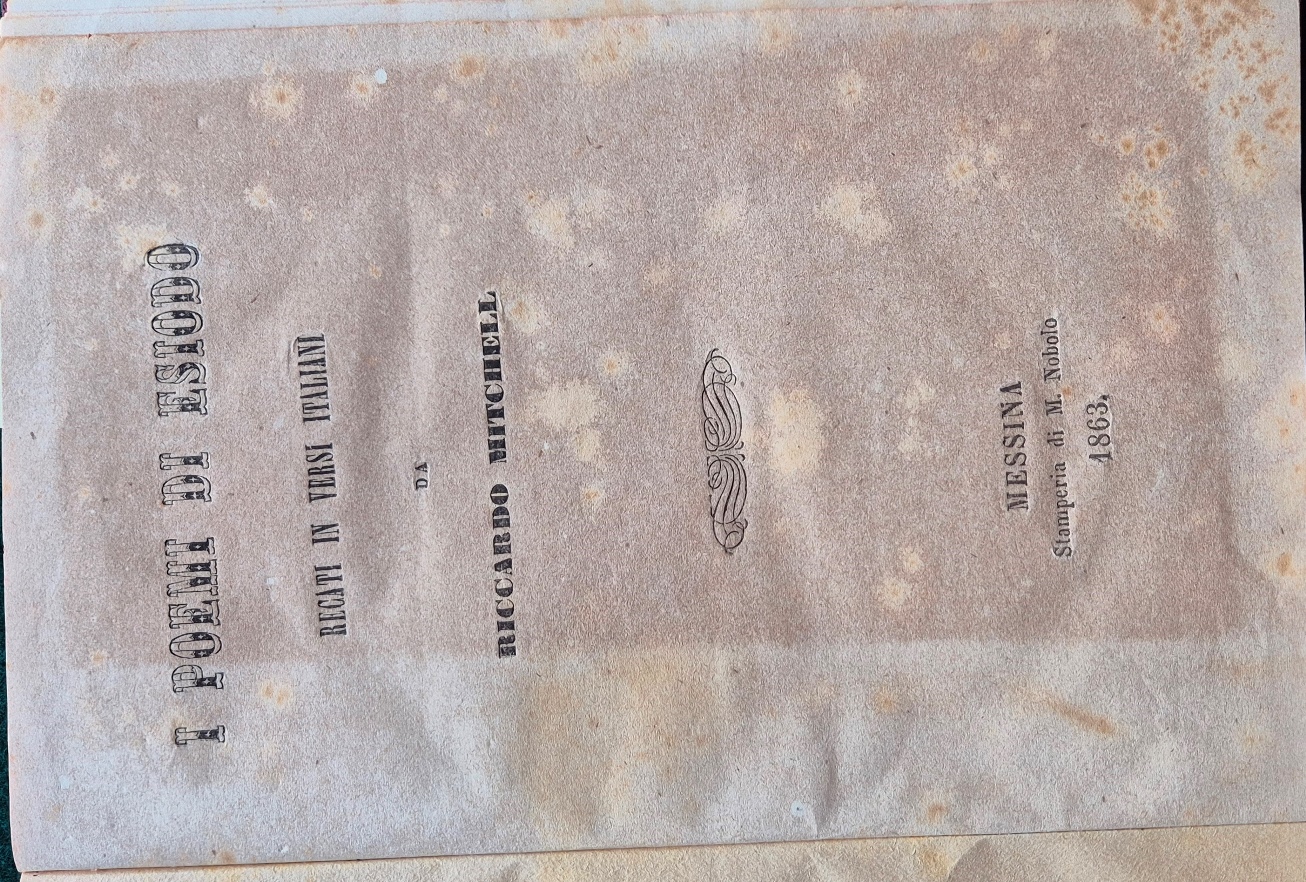 I POEMI DI ESIODO
RECATI IN VERSI ITALIANI
DA
RICCARDO MITCHELL
MESSINA
Stamperia di M. Nobolo
1863.